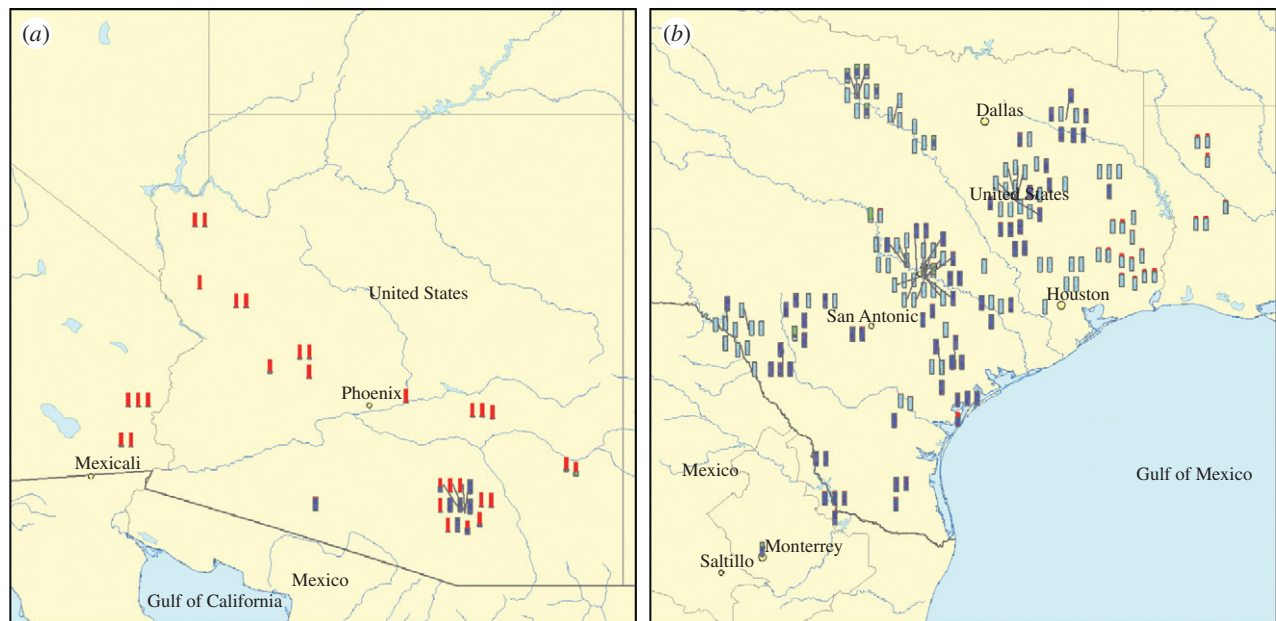 (a)
United States
Phoenix
Mexicali
Mexico
Gulf of California
(b)
Dallas
United States
Houston
San Antonic
Mexico
Gulf of Mexico
Monterrey
Saltillo